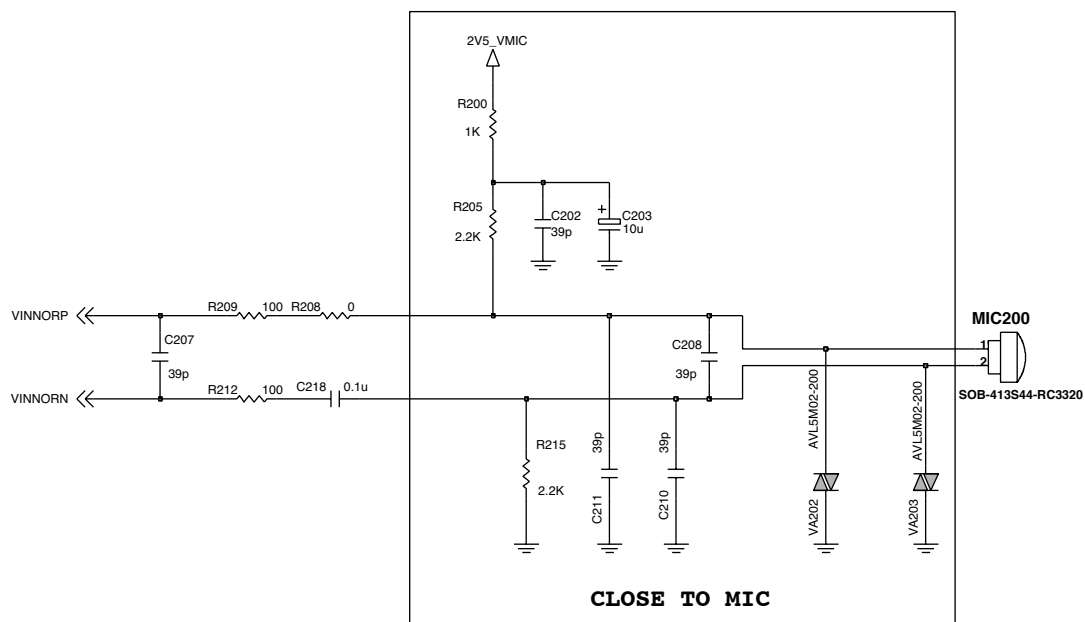 2V5_VMIC
R200
1K
R205
2.2K
C202
39p
+
C203
10u
VINNORP
R209
100
R208
0
C207
39p
VINNORN
R212
100
C218
0.1u
C208
39p
MIC200
1
2
SOB-413S44-RC3320
R215
2.2K
39p
C211
39p
C210
AVL5M02-200
VA202
AVL5M02-200
VA203
CLOSE TO MIC